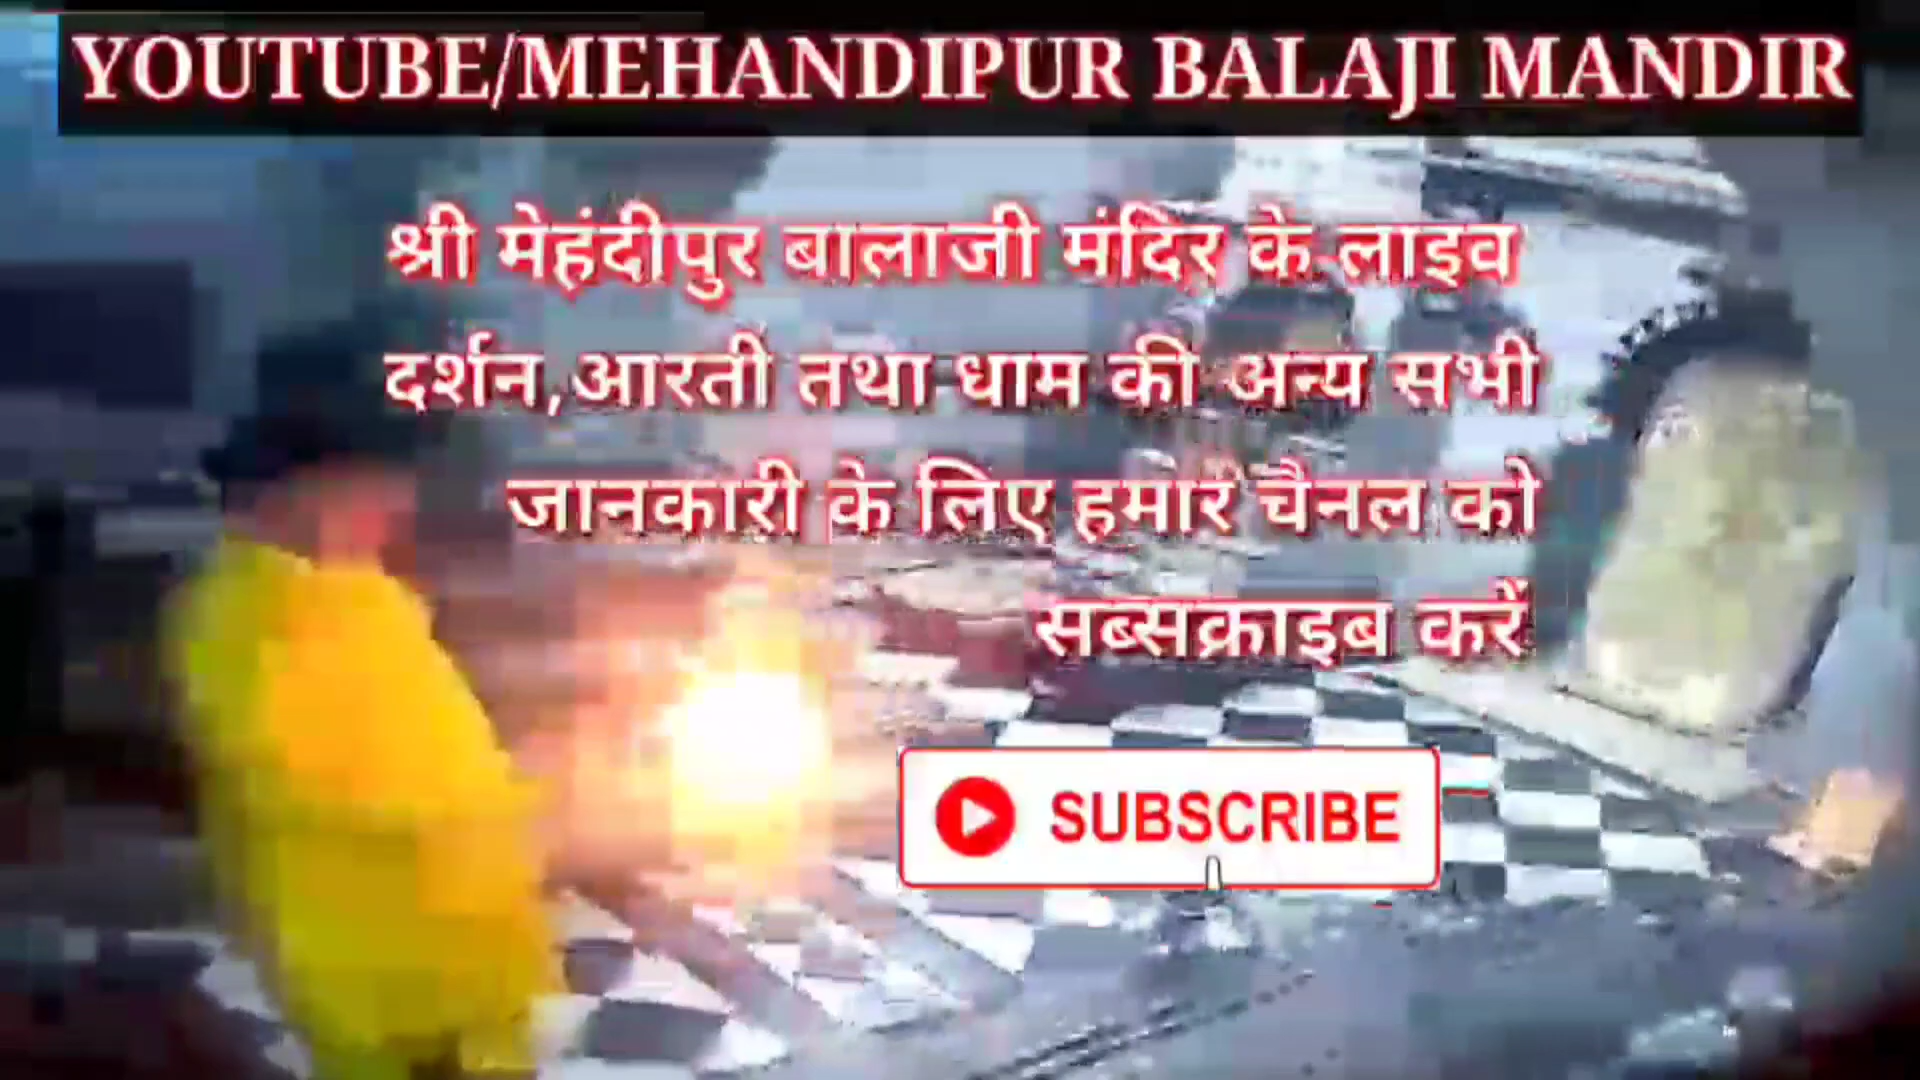 YOUTUBE/MEHANDIPUR BALAJI MANDIR
श्री मेहंदीपुर बालाजी मंदिर के लाइव
दर्शन,आरती तथा धाम की अन्य सभी
जानकारी के लिए हमारे चैनल को
सब्सक्राइब करें
SUBSCRIBE